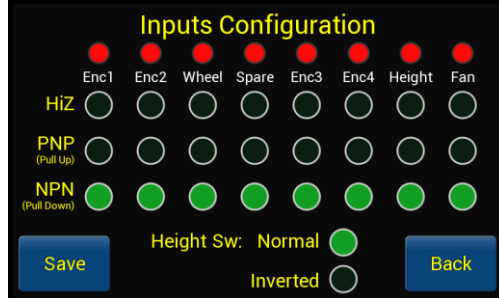 Inputs Configuration
Enc1 Enc2 Wheel Spare Enc3 Enc4 Height Fan
HiZ
PNP
(Pull Up)
NPN
(Pull Down)
Height Sw: Normal
Inverted
Save
Back